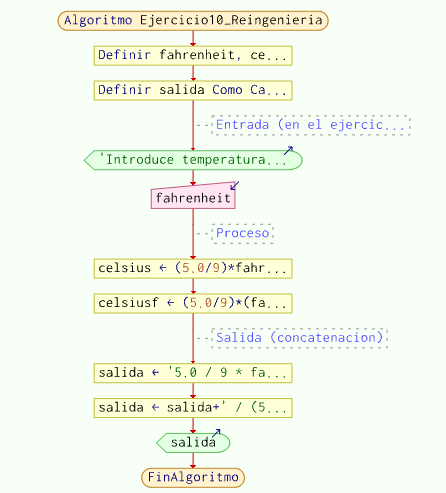 Algoritmo Ejercicio10_Reingenieria
Definir fahrenheit, ce...
Definir salida Como Ca...
Entrada (en el ejercic...
'Introduce temperatura...
fahrenheit
Proceso
celsius ← (5.0/9)*fahr...
celsiusf ← (5.0/9)*(fa...
Salida (concatenacion)
salida ← '5.0 / 9 * fa...
salida ← salida+' / (5...
salida
FinAlgoritmo